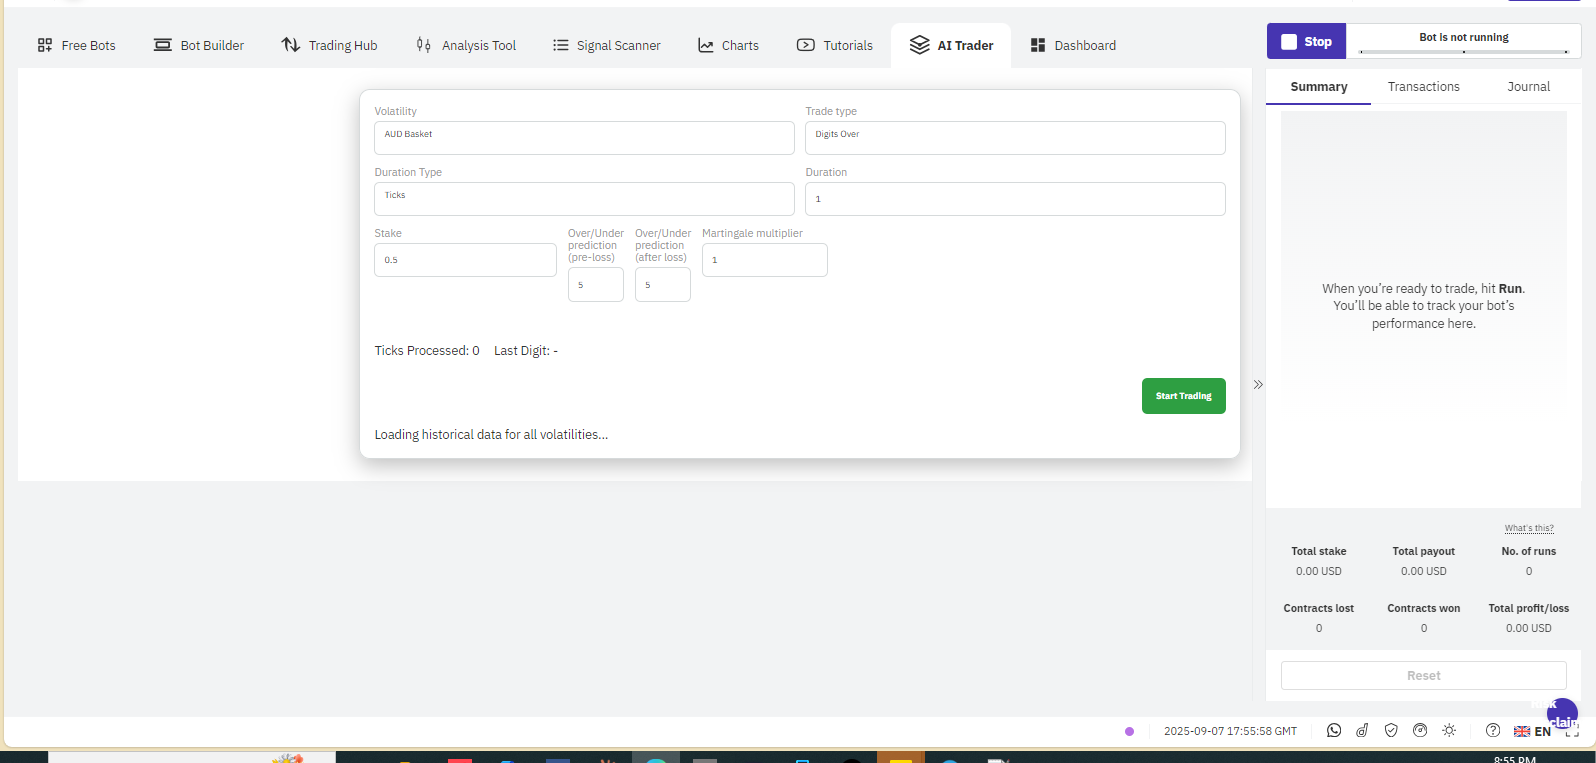 Free Bots
Bot Builder
Trading Hub
Analysis Tool
Signal Scanner
Charts
Tutorials
AI Trader
Dashboard
Stop
Bot is not running
Summary
Transactions
Journal
Volatility
AUD Basket
Trade type
Digits Over
Duration Type
Ticks
Duration
1
Stake
0.5
Over/Under
prediction
(pre-loss)
5
Over/Under
prediction
(after loss)
5
Martingale multiplier
1
Ticks Processed: 0 Last Digit: -
Start Trading
Loading historical data for all volatilities...
When you're ready to trade, hit Run.
You'll be able to track your bot's
performance here.
What's this?
Total stake
0.00 USD
Total payout
0.00 USD
No. of runs
0
Contracts lost
0
Contracts won
0
Total profit/loss
0.00 USD
Reset
2025-09-07 17:55:58 GMT
EN
8:55 PM